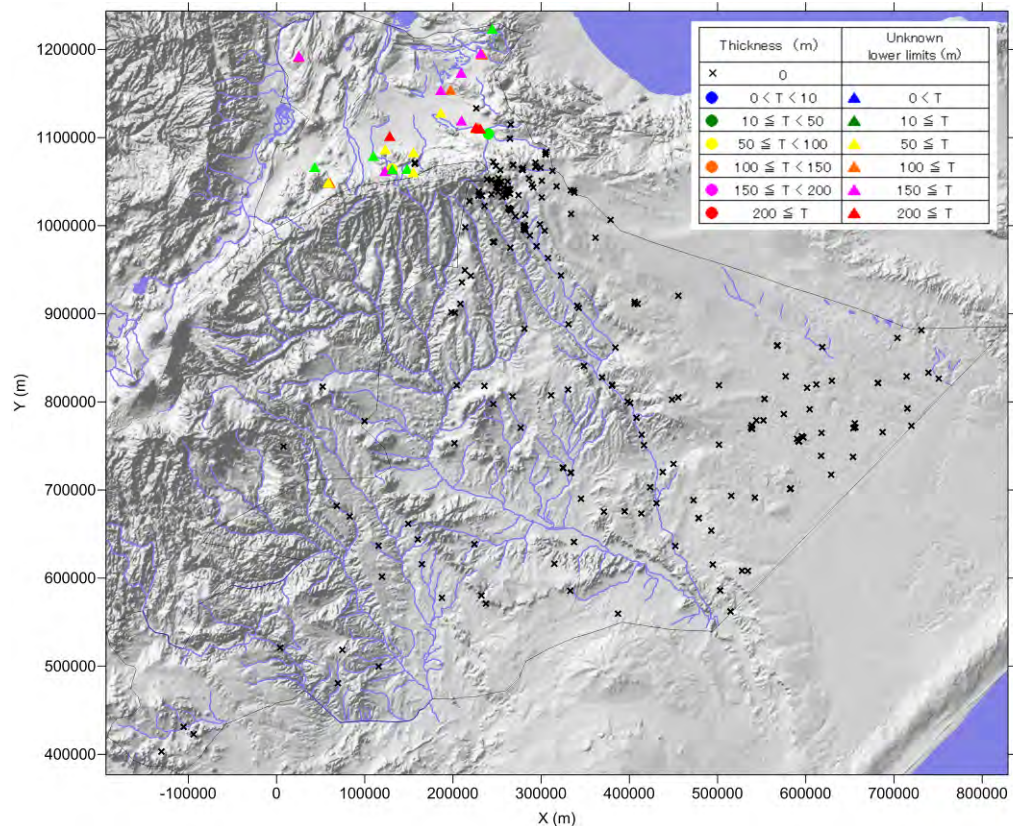 Thickness (m) Unknown lower limits (m)
× 0
0 < T < 10 0 < T
10 ≦ T < 50 10 ≦ T
50 ≦ T < 100 50 ≦ T
100 ≦ T < 150 100 ≦ T
150 ≦ T < 200 150 ≦ T
200 ≦ T 200 ≦ T
1200000
1100000
1000000
900000
800000
700000
600000
500000
400000
Y (m)
-100000 0 100000 200000 300000 400000 500000 600000 700000 800000
X (m)